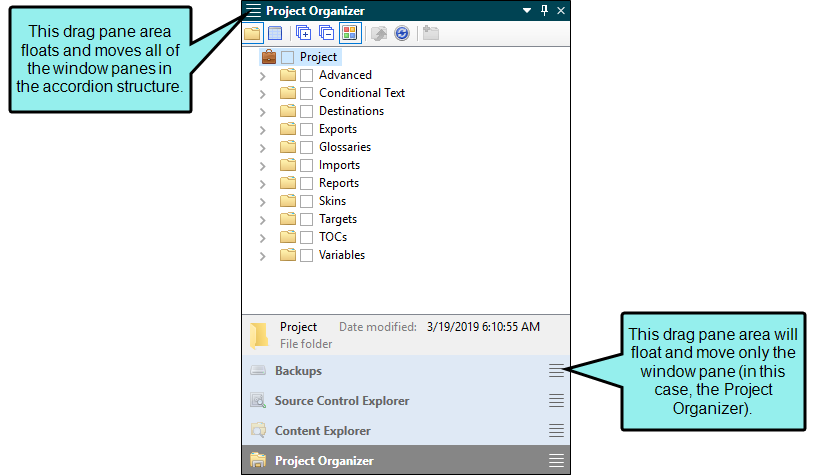 This drag pane area
floats and moves all of
the window panes in
the accordion structure.
Project Organizer
Project
Advanced
Conditional Text
Destinations
Exports
Glossaries
Imports
Reports
Skins
Targets
TOCs
Variables
Project Date modified: 3/19/2019 6:10:55 AM
File folder
Backups
Source Control Explorer
Content Explorer
Project Organizer
This drag pane area will
float and move only the
window pane (in this
case, the Project
Organizer).